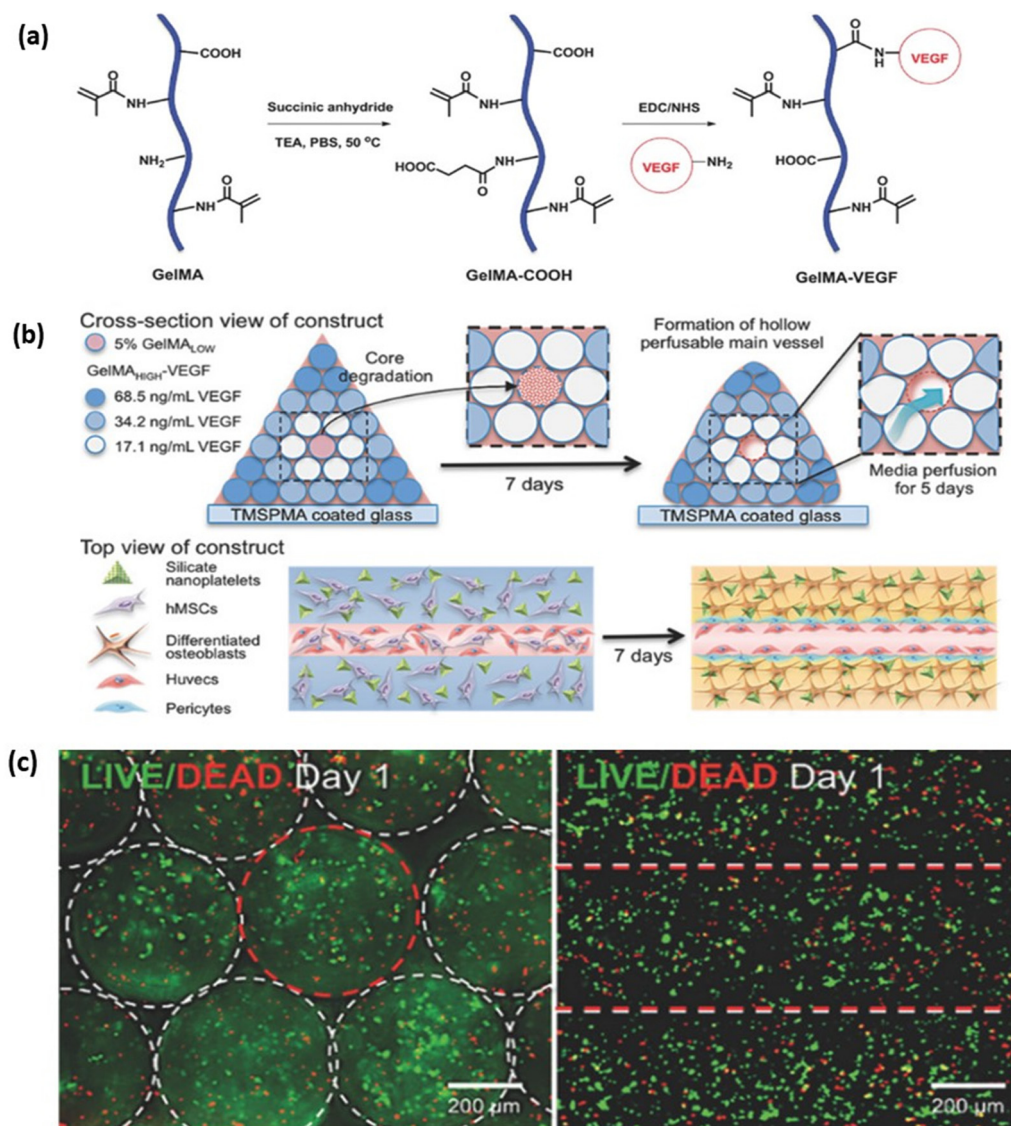 (a)
COOH
O
NH
NH₂
O
NH
GelMA
Succinic anhydride
TEA, PBS, 50 °C
COOH
O
NH
HOOC
O
NH
O
NH
GelMA-COOH
EDC/NHS
VEGF
NH₂
O
N
H
VEGF
O
NH
HOOC
O
NH
GelMA-VEGF
(b)
Cross-section view of construct
5% GelMA_LOW
GelMA_HIGH-VEGF
68.5 ng/mL VEGF
34.2 ng/mL VEGF
17.1 ng/mL VEGF
TMSPMA coated glass
Core
degradation
7 days
Formation of hollow
perfusable main vessel
TMSPMA coated glass
Media perfusion
for 5 days
Top view of construct
Silicate
nanoplatelets
hMSCs
Differentiated
osteoblasts
Huvecs
Pericytes
7 days
(c)
LIVE/DEAD Day 1
200 µm
LIVE/DEAD Day 1
200 µm